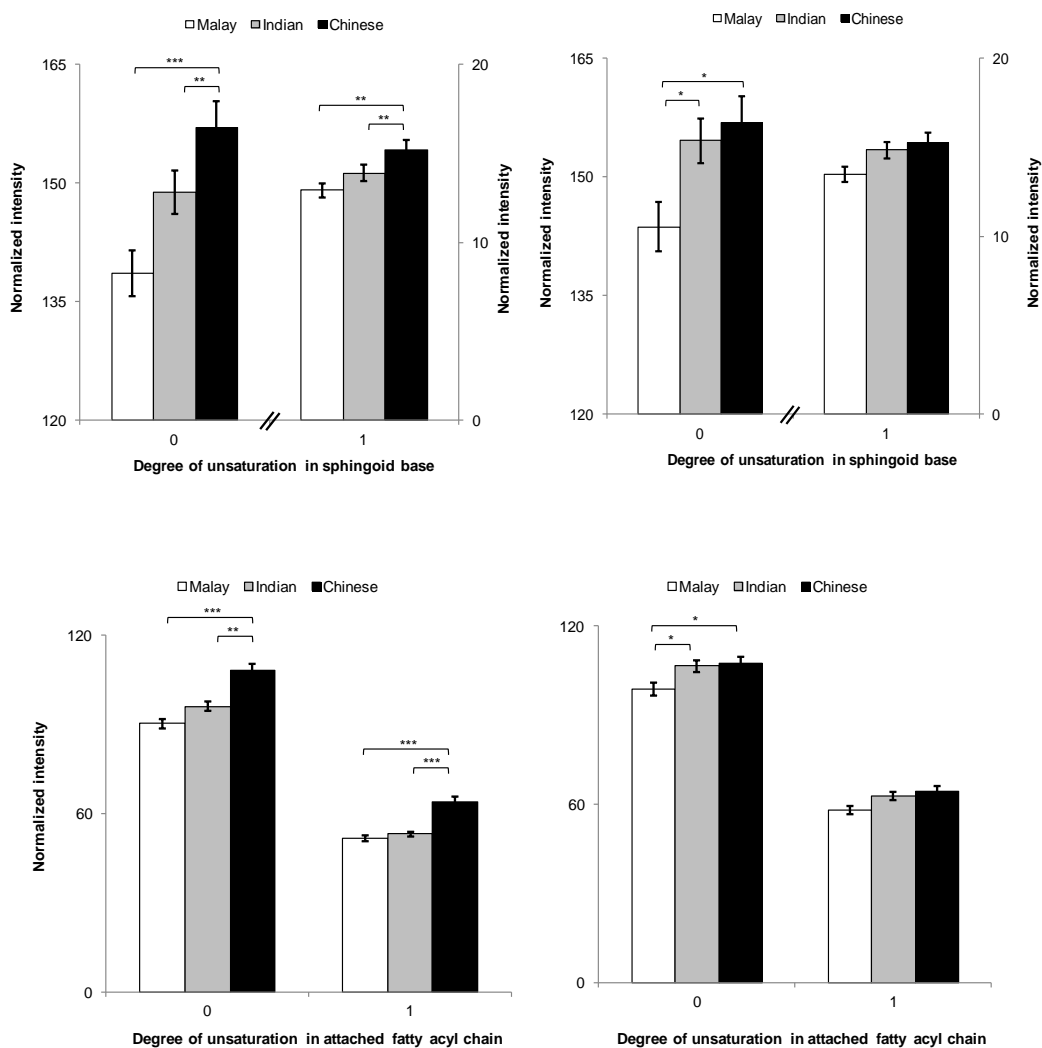 Malay Indian Chinese
165
150
135
120
Normalized intensity
***
**
**
**
20
10
0
Normalized intensity
0 1
Degree of unsaturation in sphingoid base
Malay Indian Chinese
165
150
135
120
Normalized intensity
*
*
20
10
0
Normalized intensity
0 1
Degree of unsaturation in sphingoid base
Malay Indian Chinese
120
60
0
Normalized intensity
***
**
***
***
0 1
Degree of unsaturation in attached fatty acyl chain
Malay Indian Chinese
120
60
0
*
*
0 1
Degree of unsaturation in attached fatty acyl chain